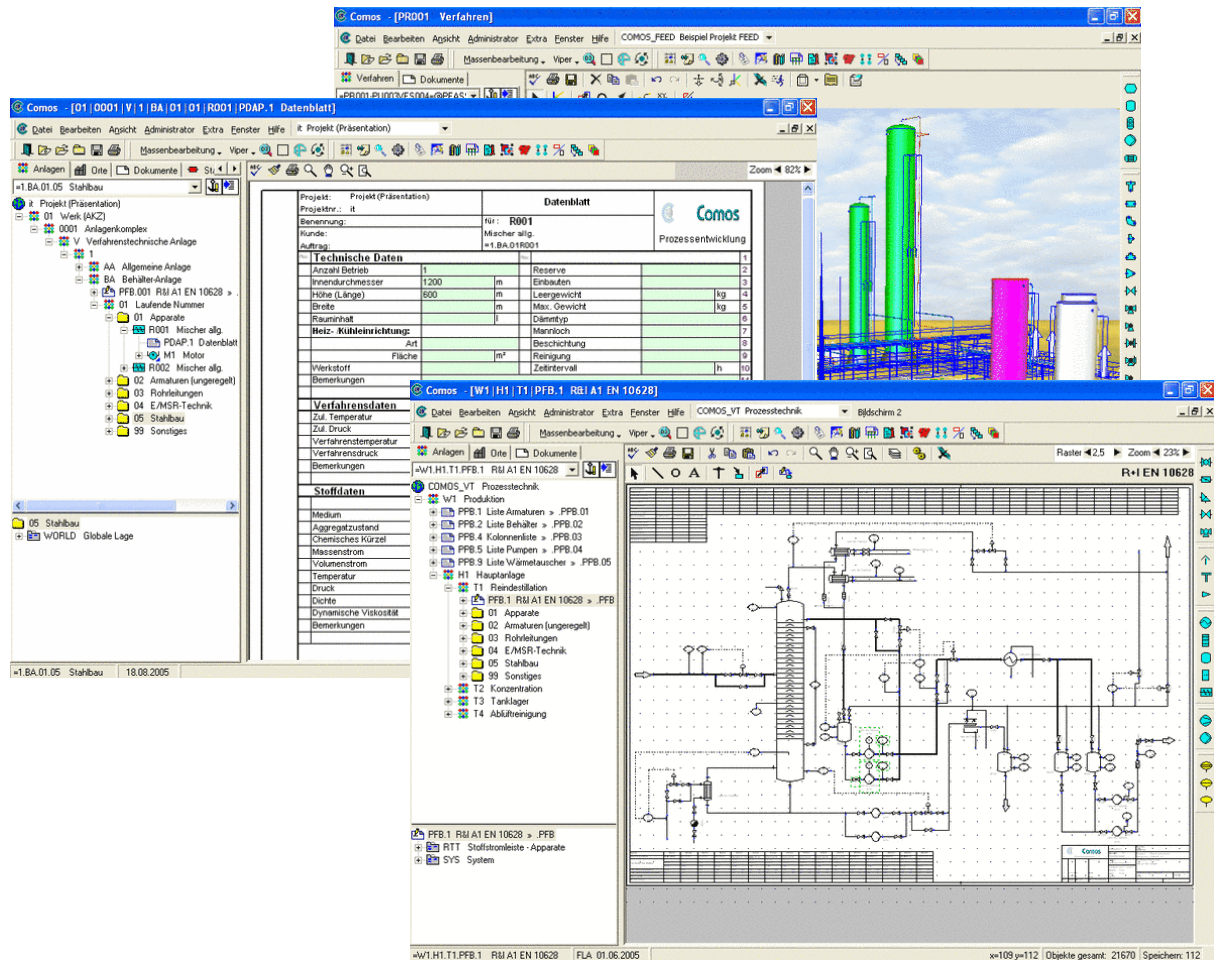 Comos - [PR001 Verfahren]
Datei Bearbeiten Ansicht Administrator Extra Fenster Hilfe COMOS_FEED Beispiel Projekt FEED
Massenbearbeitung Viper
Verfahren Dokumente
Comos - [01|0001|V|1|BA|01|01|R001|PDAP.1 Datenblatt]
Datei Bearbeiten Ansicht Administrator Extra Fenster Hilfe it Projekt (Präsentation)
Massenbearbeitung Viper
Anlagen Orte Dokumente
Zoom 82%
=1.BA.01.05 Stahlbau
it Projekt (Präsentation)
01 Werk (AKZ)
0001 Anlagenkomplex
V Verfahrenstechnische Anlage
1
AA Allgemeine Anlage
BA Behälter-Anlage
PFB.001 R&I A1 EN 10628 » .
01 Laufende Nummer
01 Apparate
R001 Mischer allg.
PDAP.1 Datenblatt
M1 Motor
R002 Mischer allg.
02 Armaturen (ungeregelt)
03 Rohrleitungen
04 E/MSR-Technik
05 Stahlbau
99 Sonstiges
05 Stahlbau
WORLD Globale Lage
=1.BA.01.05 Stahlbau 18.08.2005
Projekt: Projekt (Präsentation)
Projektnr.: it
Datenblatt
Benennung:
für: R001
Kunde:
Mischer allg.
Auftrag:
=1.BA.01R001
Comos
Prozessentwicklung
Technische Daten 1
Anzahl Betrieb 1 Reserve 2
Innendurchmesser 1200 m Einbauten 3
Höhe (Länge) 600 m Leergewicht kg 4
Breite m Max. Gewicht kg 5
Rauminhalt l Dämmtyp 6
Heiz- /Kühleinrichtung: Mannloch 7
Art Beschichtung 8
Fläche m² Reinigung 9
Werkstoff Zeitintervall h 10
Bemerkungen
Verfahrensdaten
Zul. Temperatur
Zul. Druck
Verfahrenstemperatur
Verfahrensdruck
Bemerkungen
Stoffdaten
Medium
Aggregatzustand
Chemisches Kürzel
Massenstrom
Volumenstrom
Temperatur
Druck
Dichte
Dynamische Viskosität
Bemerkungen
Comos - [W1|H1|T1|PFB.1 R&I A1 EN 10628]
Datei Bearbeiten Ansicht Administrator Extra Fenster Hilfe COMOS_VT Prozesstechnik Bildschirm 2
Massenbearbeitung Viper
Anlagen Orte Dokumente
Raster 2,5 Zoom 23%
=W1.H1.T1.PFB.1 R&I A1 EN 10628
R+I EN 10628
COMOS_VT Prozesstechnik
W1 Produktion
PPB.1 Liste Armaturen » .PPB.01
PPB.2 Liste Behälter » .PPB.02
PPB.4 Kolonnenliste » .PPB.03
PPB.5 Liste Pumpen » .PPB.04
PPB.9 Liste Wärmetauscher » .PPB.05
H1 Hauptanlage
T1 Reindestillation
PFB.1 R&I A1 EN 10628 » .PFB
01 Apparate
02 Armaturen (ungeregelt)
03 Rohrleitungen
04 E/MSR-Technik
05 Stahlbau
99 Sonstiges
T2 Konzentration
T3 Tanklager
T4 Abluftreinigung
PFB.1 R&I A1 EN 10628 » .PFB
RTT Stoffstromleiste - Apparate
SYS System
Comos
=W1.H1.T1.PFB.1 R&I A1 EN 10628 FLA 01.06.2005 x=109 y=112 Objekte gesamt: 21670 Speichern: 112